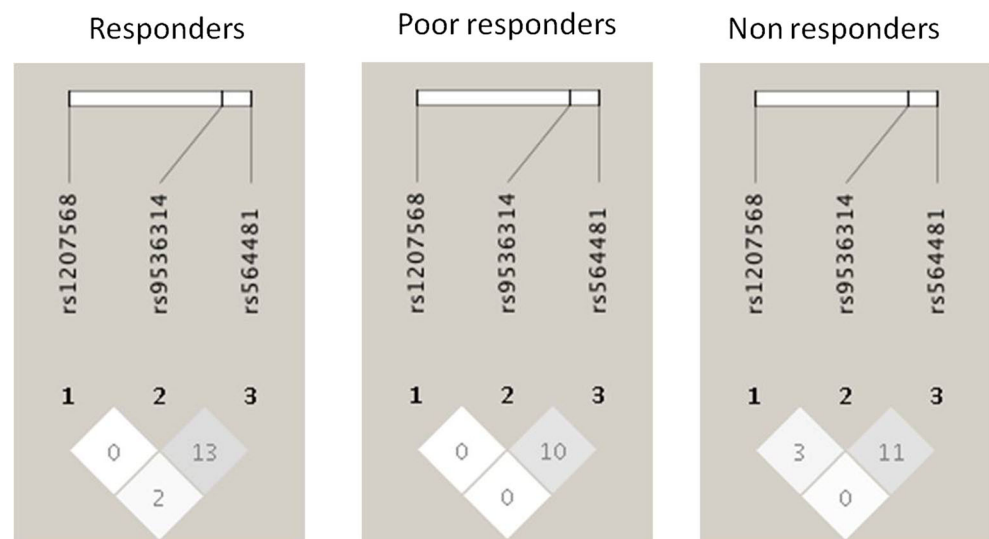 Responders
Poor responders
Non responders
rs1207568
rs9536314
rs564481
rs1207568
rs9536314
rs564481
rs1207568
rs9536314
rs564481
1 2 3
1 2 3
1 2 3
0 13
2
0 10
0
3 11
0